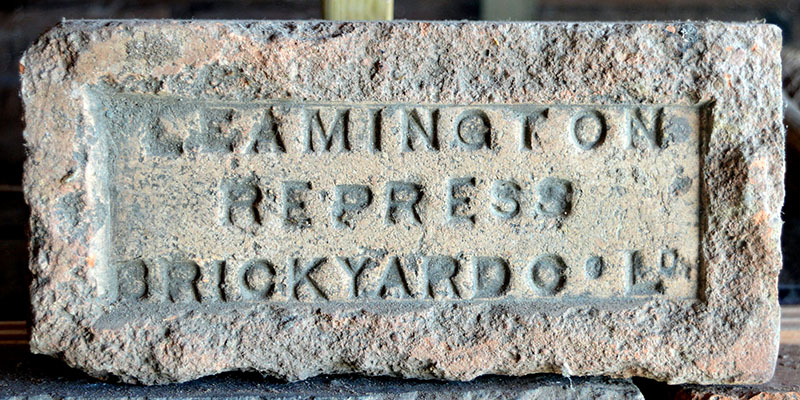 LEAMINGTON
REPRESS
BRICKYARD Cº Lᴰ